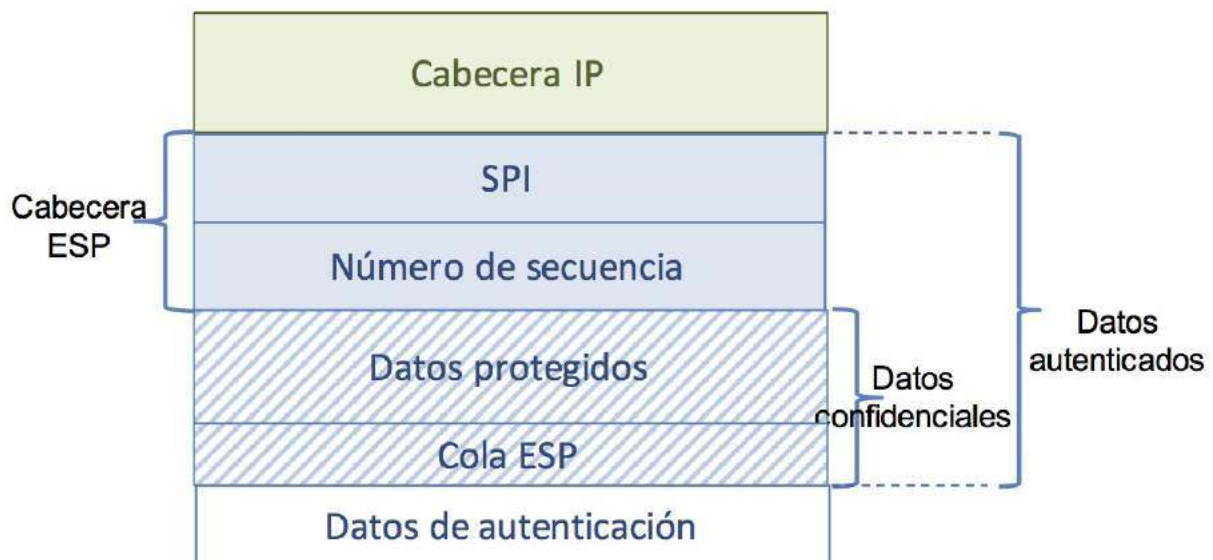 Cabecera IP
SPI
Cabecera
ESP
Número de secuencia
Datos protegidos
Datos
confidenciales
Datos
autenticados
Cola ESP
Datos de autenticación